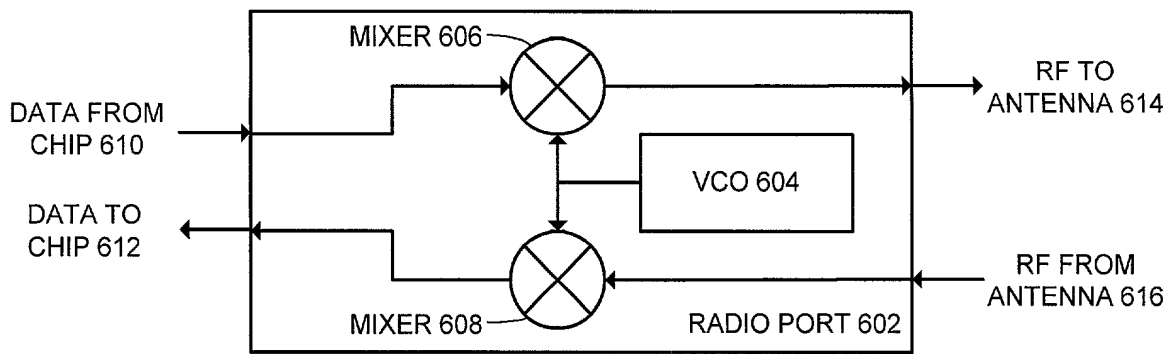 MIXER 606
RF TO
ANTENNA 614
DATA FROM
CHIP 610
VCO 604
DATA TO
CHIP 612
RF FROM
ANTENNA 616
MIXER 608
RADIO PORT 602